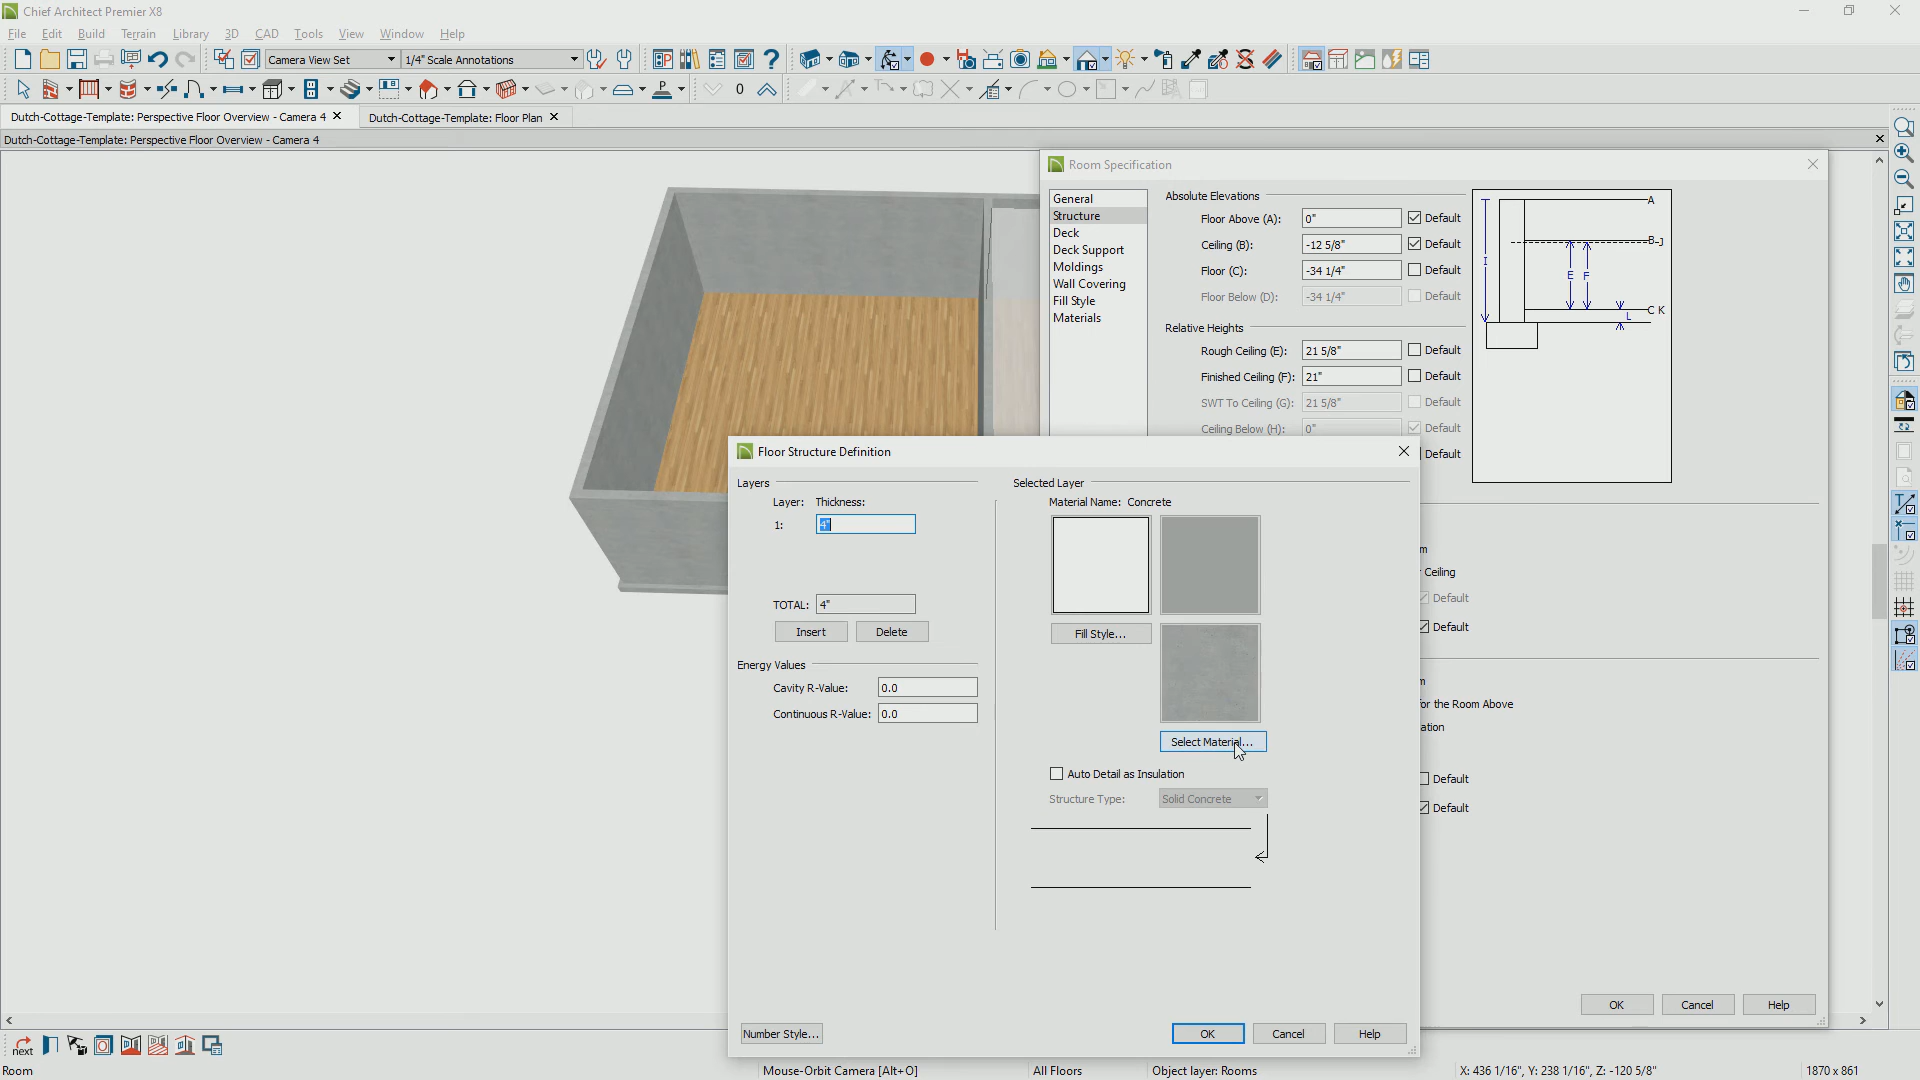 Chief Architect Premier X8
File Edit Build Terrain Library 3D CAD Tools View Window Help
Camera View Set
1/4" Scale Annotations
0
Dutch-Cottage-Template: Perspective Floor Overview - Camera 4
Dutch-Cottage-Template: Floor Plan
Dutch-Cottage-Template: Perspective Floor Overview - Camera 4
Room Specification
General
Structure
Deck
Deck Support
Moldings
Wall Covering
Fill Style
Materials
Absolute Elevations
Floor Above (A): 0" Default
Ceiling (B): -12 5/8" Default
Floor (C): -34 1/4" Default
Floor Below (D): -34 1/4" Default
Relative Heights
Rough Ceiling (E): 21 5/8" Default
Finished Ceiling (F): 21" Default
SWT To Ceiling (G): 21 5/8" Default
Ceiling Below (H): 0" Default
Default
A
B-J
I
E
F
C K
L
m
Ceiling
Default
Default
m
for the Room Above
ation
Default
Default
OK Cancel Help
Floor Structure Definition
Layers
Layer: Thickness:
1: 4"
TOTAL: 4"
Insert Delete
Energy Values
Cavity R-Value: 0.0
Continuous R-Value: 0.0
Selected Layer
Material Name: Concrete
Fill Style...
Select Material...
Auto Detail as Insulation
Structure Type: Solid Concrete
Number Style...
OK Cancel Help
next
Room
Mouse-Orbit Camera [Alt+O]
All Floors
Object layer: Rooms
X: 436 1/16", Y: 238 1/16", Z: -120 5/8"
1870 x 861